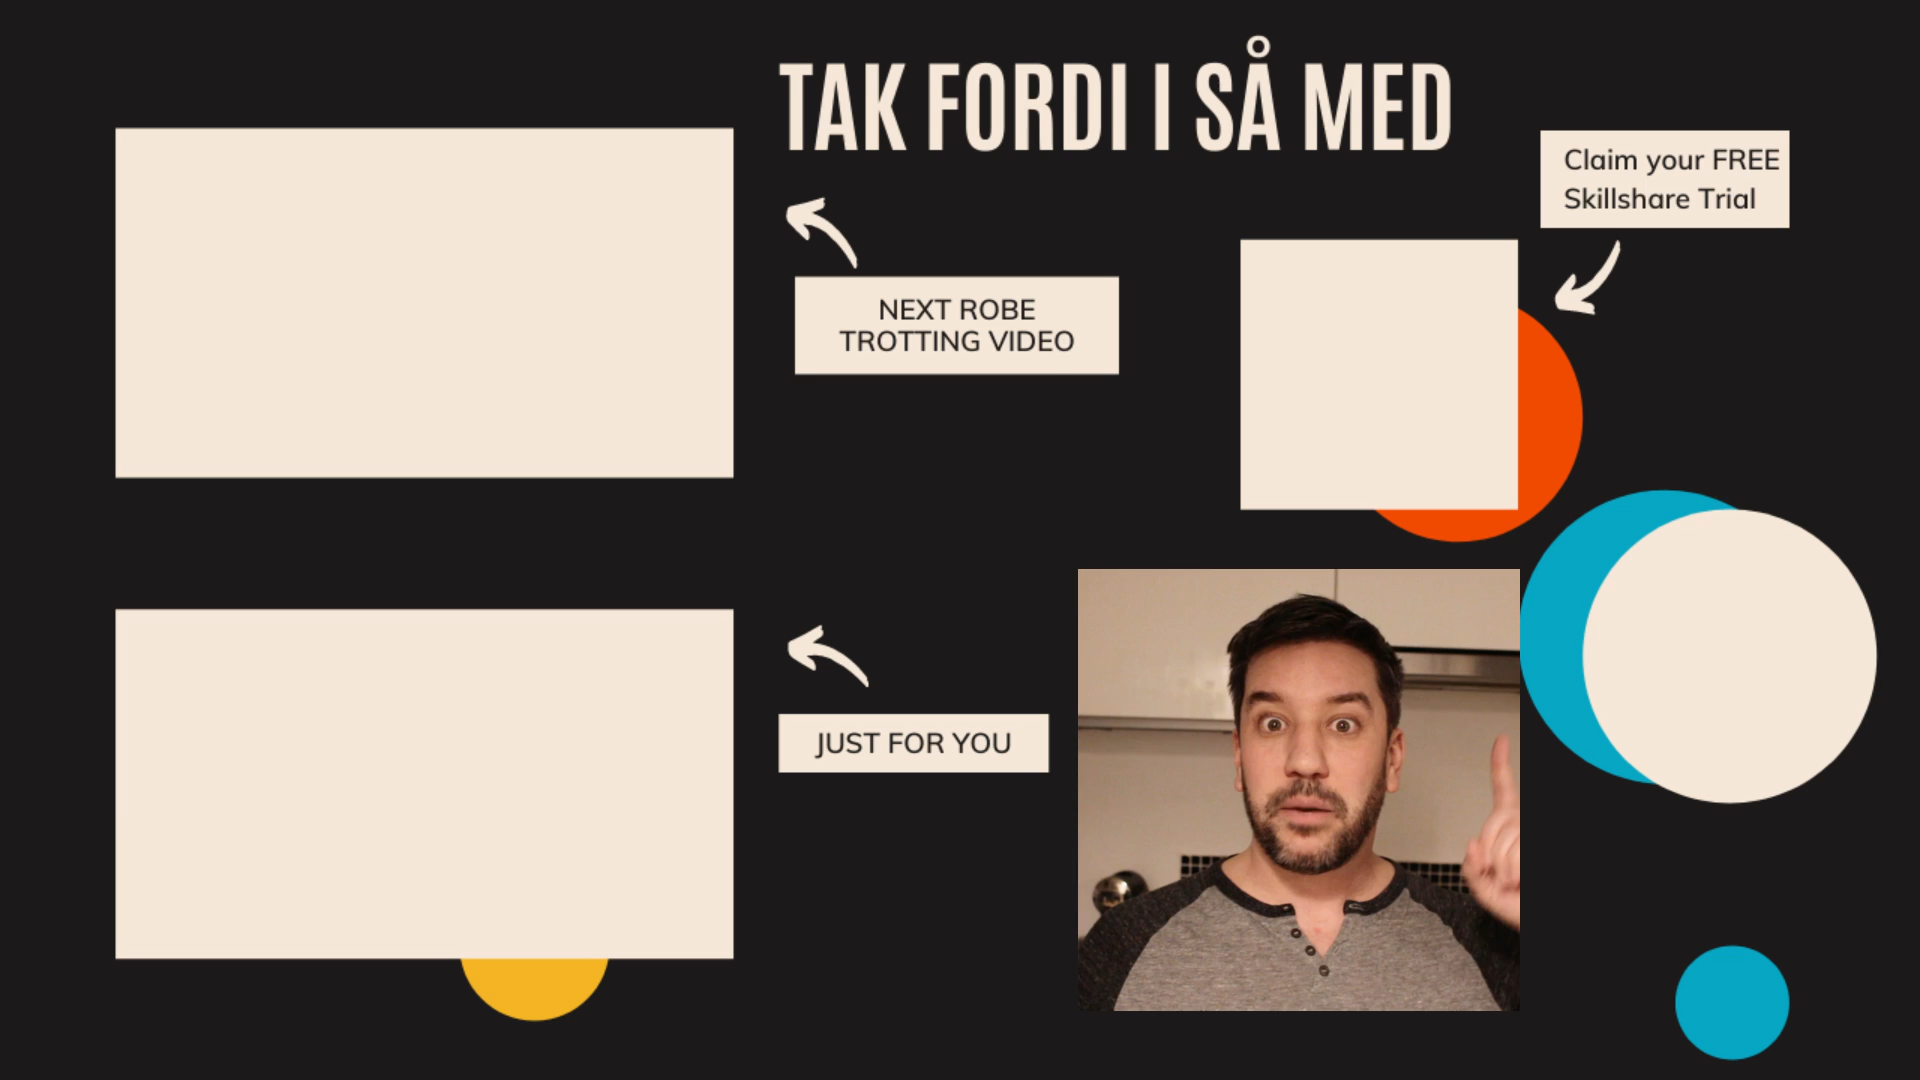 TAK FORDI I SÅ MED
Claim your FREE
Skillshare Trial
NEXT ROBE
TROTTING VIDEO
JUST FOR YOU